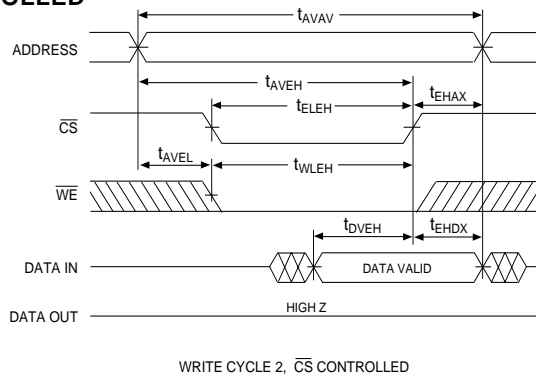 tAVAV
ADDRESS
tAVEH
tELEH
tEHAX
CS
tAVEL
tWLEH
WE
tDVEH
tEHDX
DATA IN
DATA VALID
DATA OUT
HIGH Z
WRITE CYCLE 2, CS CONTROLLED